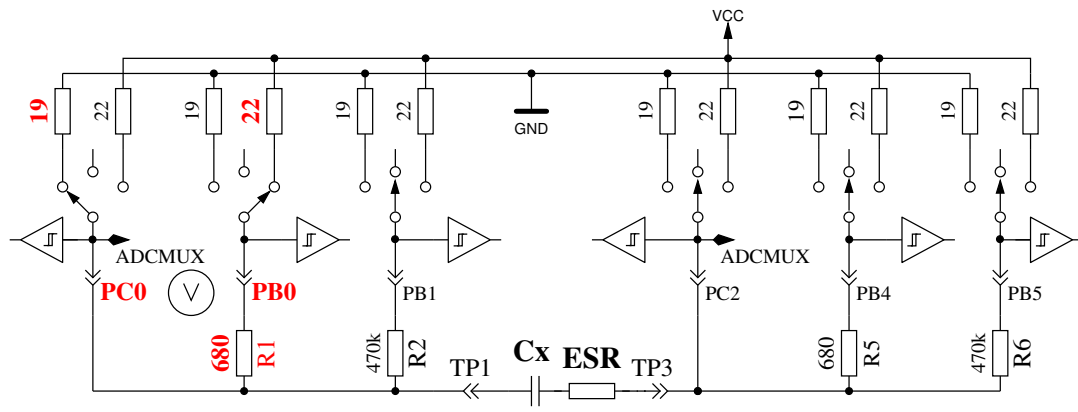 VCC
19
22
19
22
19
22
GND
19
22
19
22
19
22
ADCMUX
ADCMUX
PC0
V
PB0
PB1
PC2
PB4
PB5
680
R1
470k
R2
680
R5
470k
R6
TP1
Cx
ESR
TP3